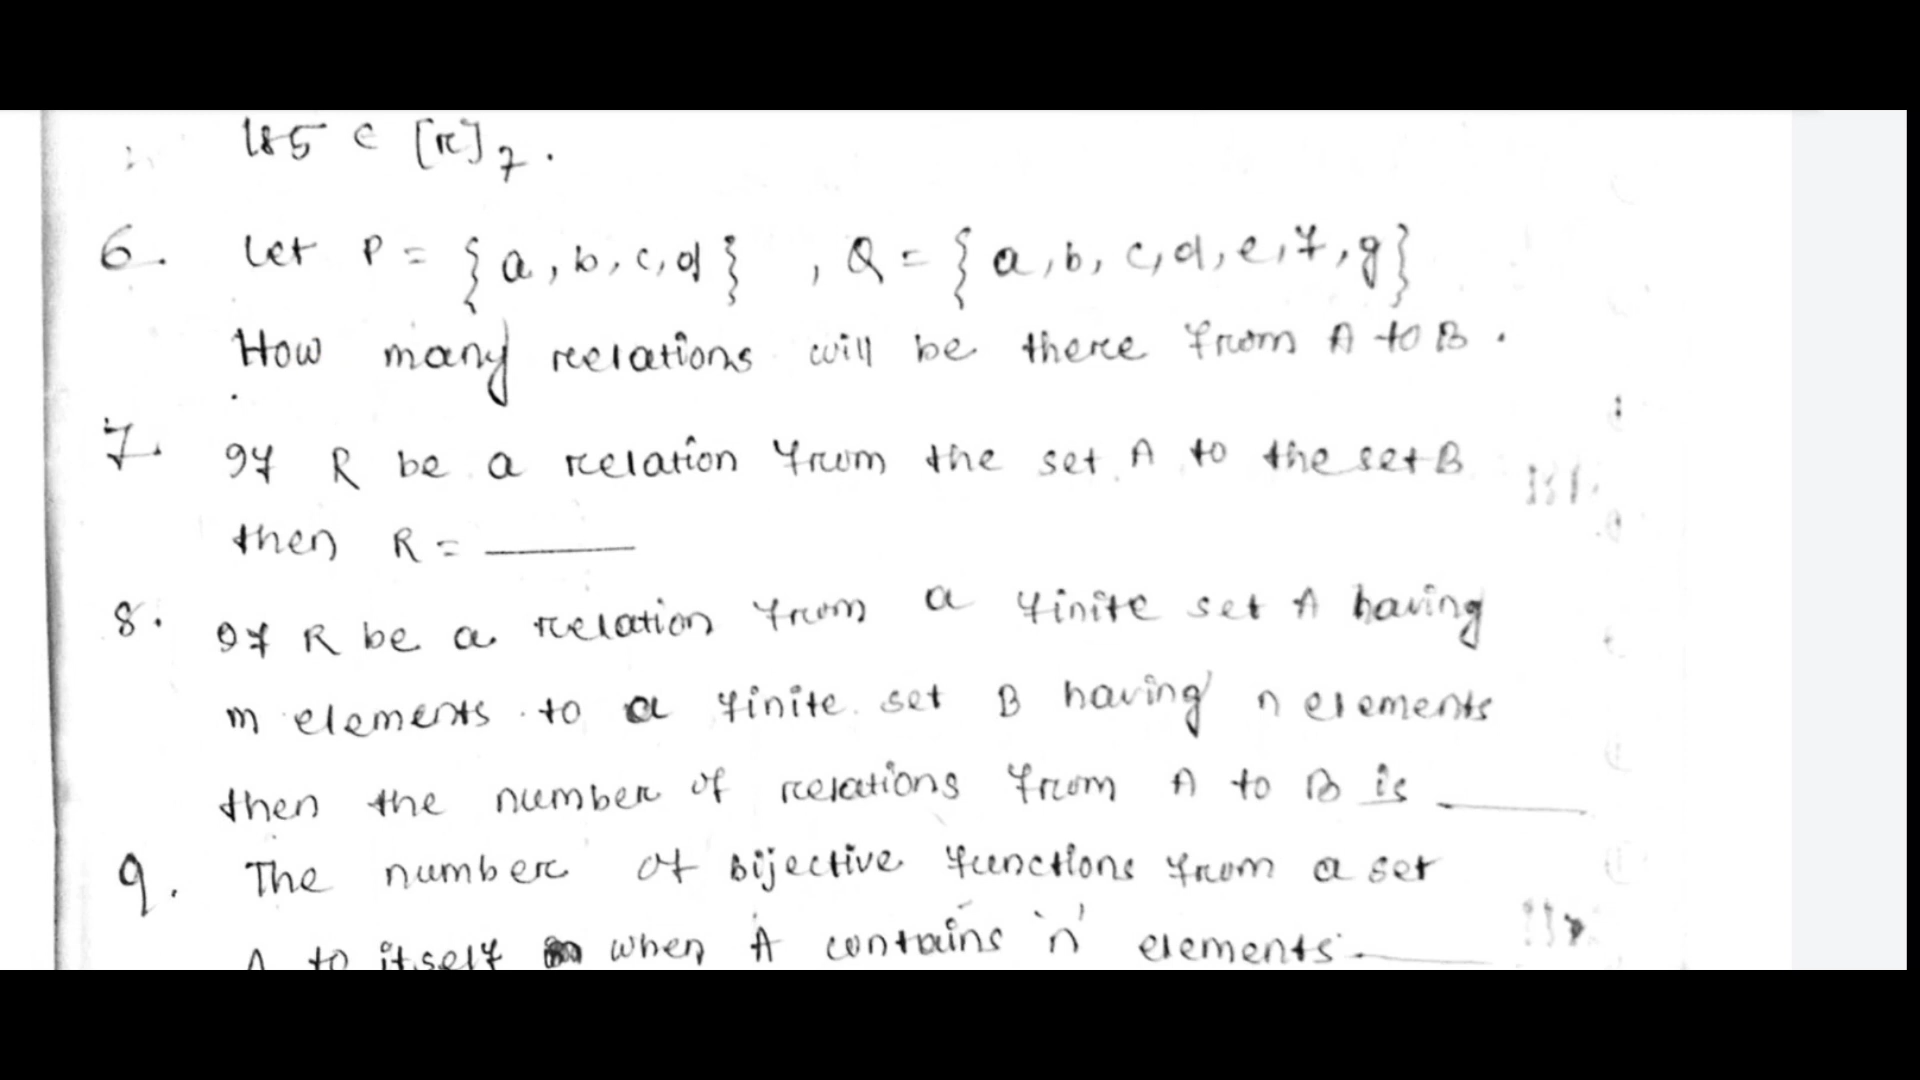 185 ∈ [r]₇.
6. Let P = {a, b, c, d} , Q = {a, b, c, d, e, f, g}
How many relations will be there from A to B.
7. If R be a relation from the set A to the set B
then R = ______
8. If R be a relation from a finite set A having
m elements to a finite set B having n elements
then the number of relations from A to B is ______
9. The number of bijective functions from a set
A to itself when A contains 'n' elements. ______